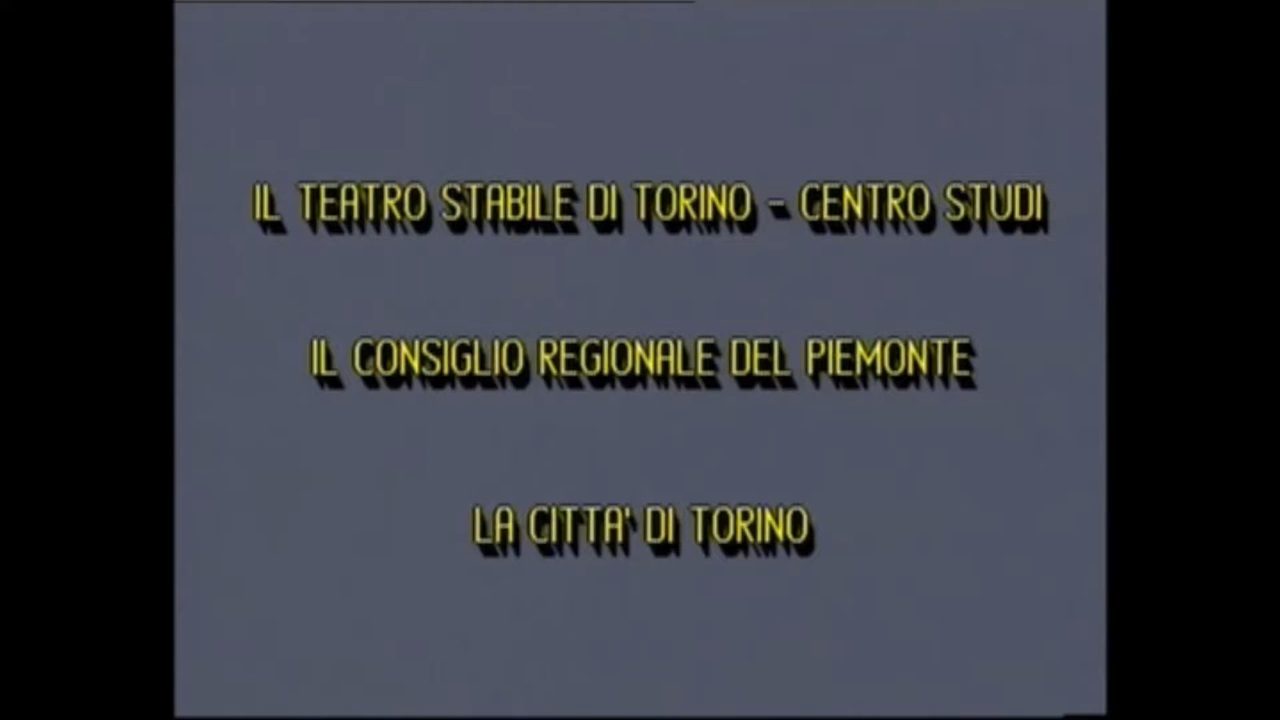 IL TEATRO STABILE DI TORINO - CENTRO STUDI
IL CONSIGLIO REGIONALE DEL PIEMONTE
LA CITTA' DI TORINO